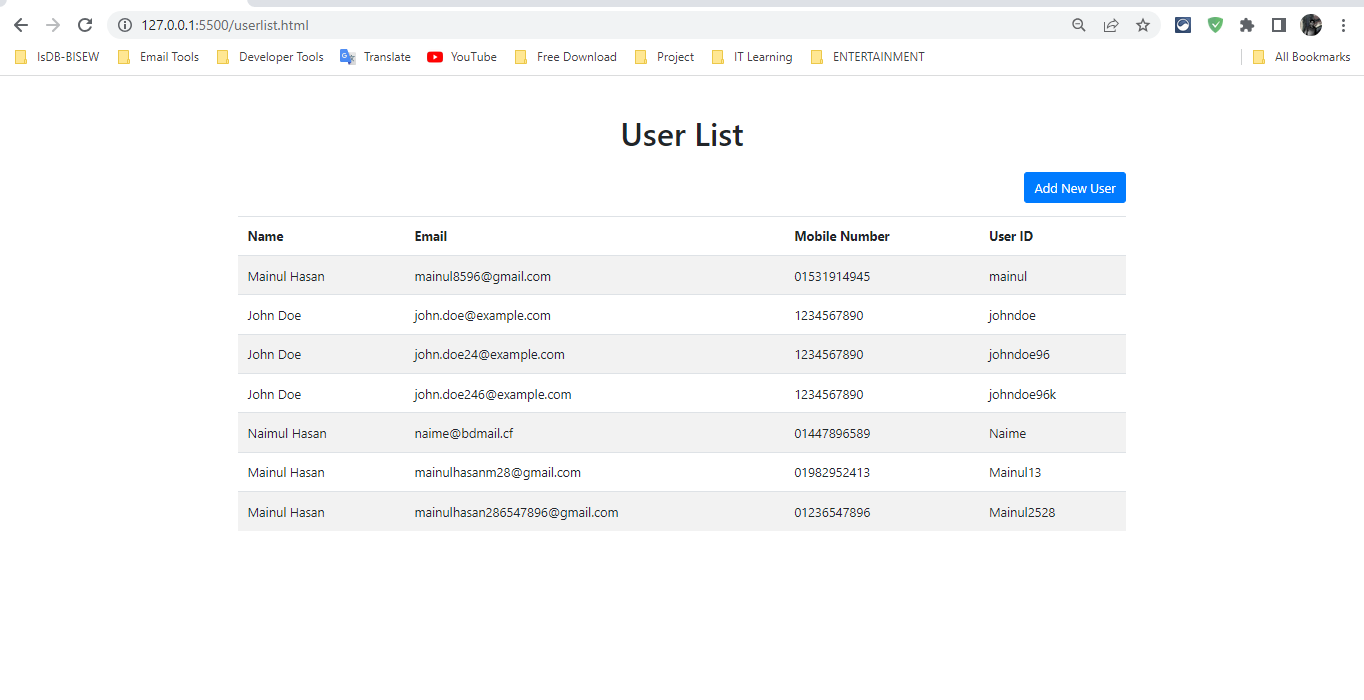 127.0.0.1:5500/userlist.html
IsDB-BISEW Email Tools Developer Tools Translate YouTube Free Download Project IT Learning ENTERTAINMENT All Bookmarks
User List
Add New User
Name Email Mobile Number User ID
Mainul Hasan mainul8596@gmail.com 01531914945 mainul
John Doe john.doe@example.com 1234567890 johndoe
John Doe john.doe24@example.com 1234567890 johndoe96
John Doe john.doe246@example.com 1234567890 johndoe96k
Naimul Hasan naime@bdmail.cf 01447896589 Naime
Mainul Hasan mainulhasanm28@gmail.com 01982952413 Mainul13
Mainul Hasan mainulhasan286547896@gmail.com 01236547896 Mainul2528